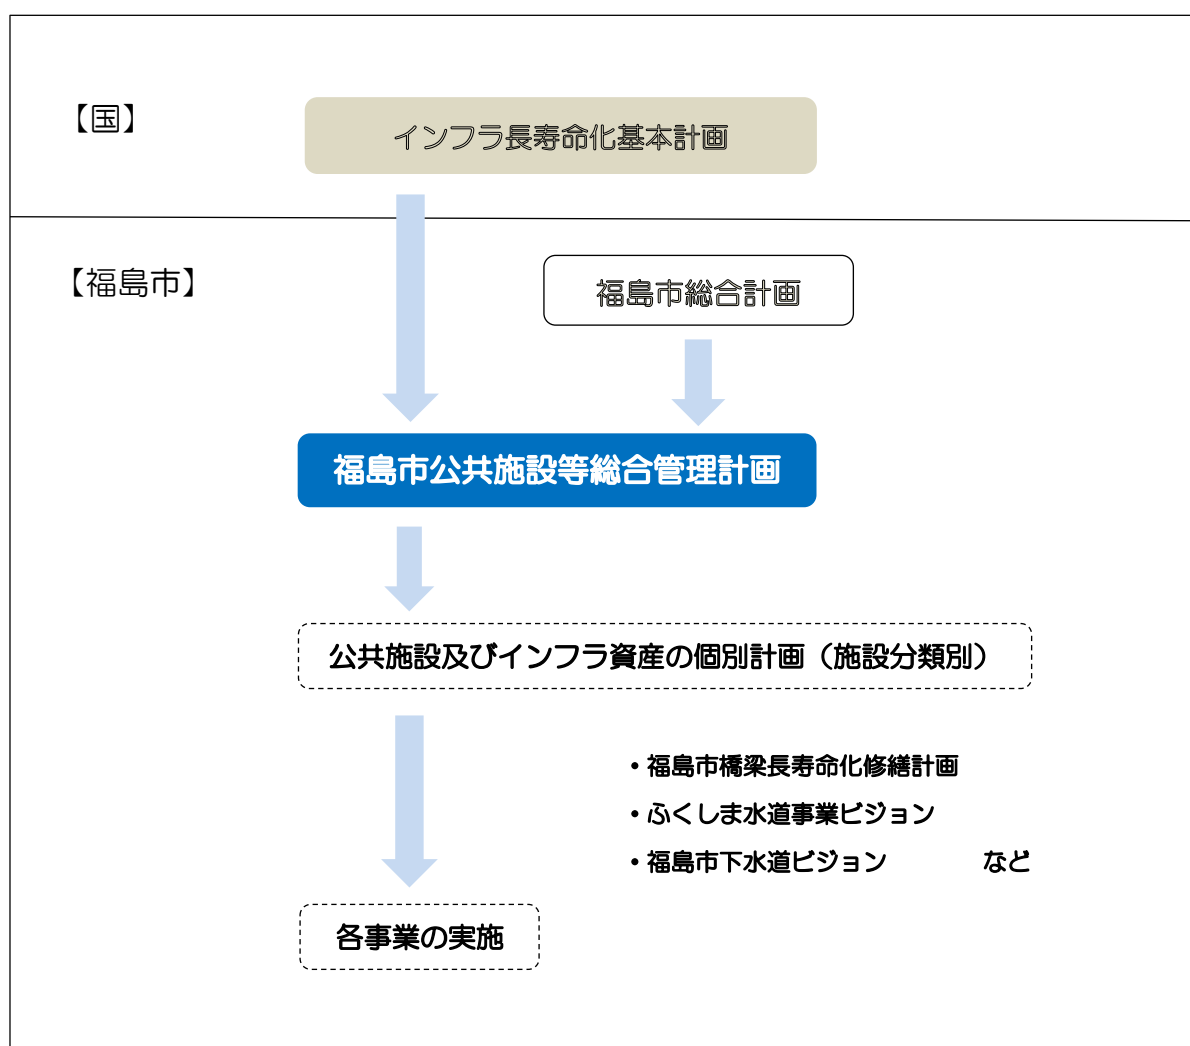 【国】
インフラ長寿命化基本計画
【福島市】
福島市総合計画
福島市公共施設等総合管理計画
公共施設及びインフラ資産の個別計画（施設分類別）
・福島市橋梁長寿命化修繕計画
・ふくしま水道事業ビジョン
・福島市下水道ビジョン　　　　など
各事業の実施